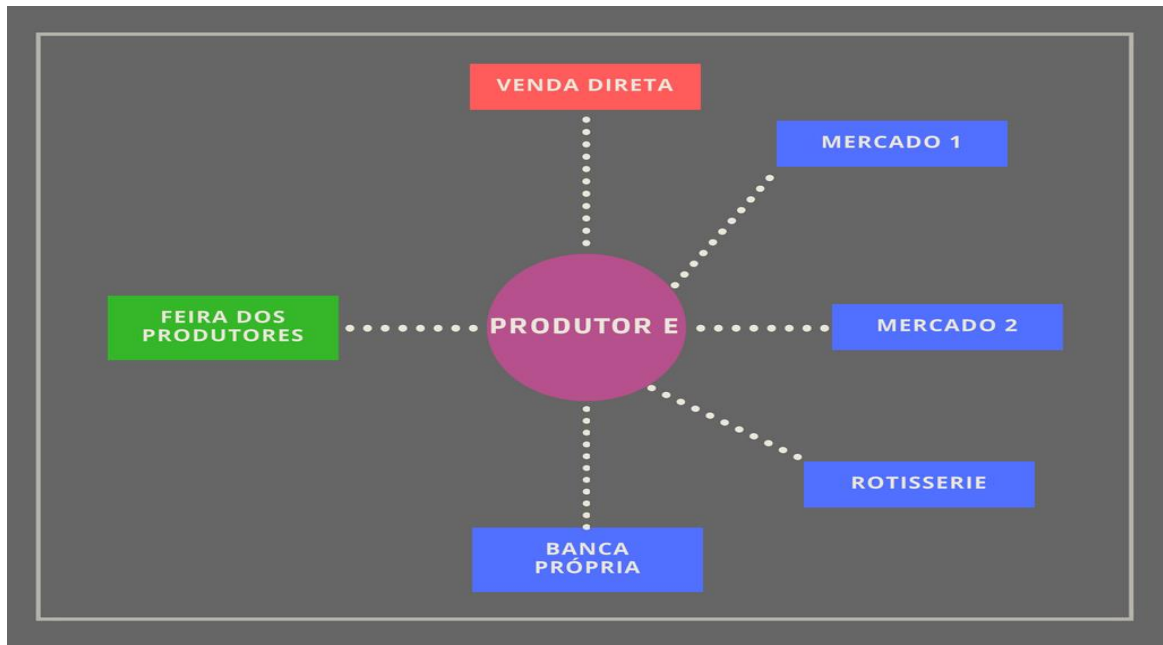 VENDA DIRETA
MERCADO 1
FEIRA DOS
PRODUTORES
PRODUTOR E
MERCADO 2
ROTISSERIE
BANCA
PRÓPRIA